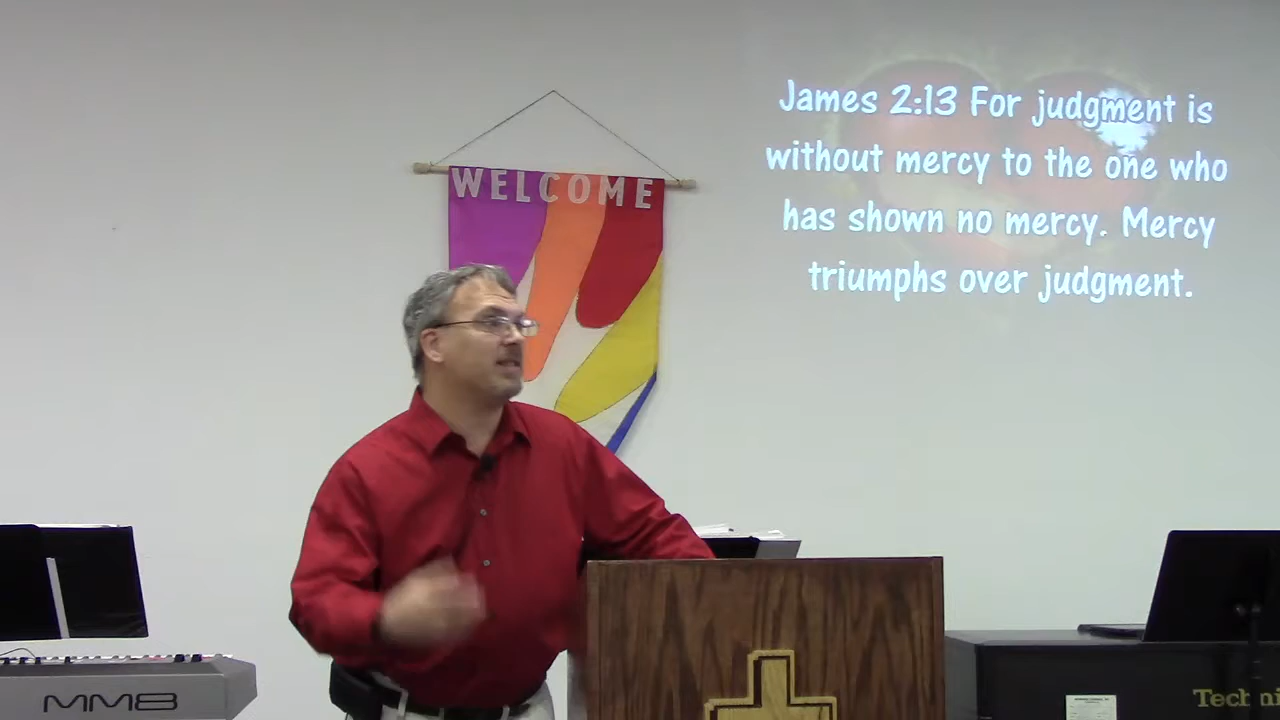 James 2:13 For judgment is
without mercy to the one who
has shown no mercy. Mercy
triumphs over judgment.
WELCOME
MM8